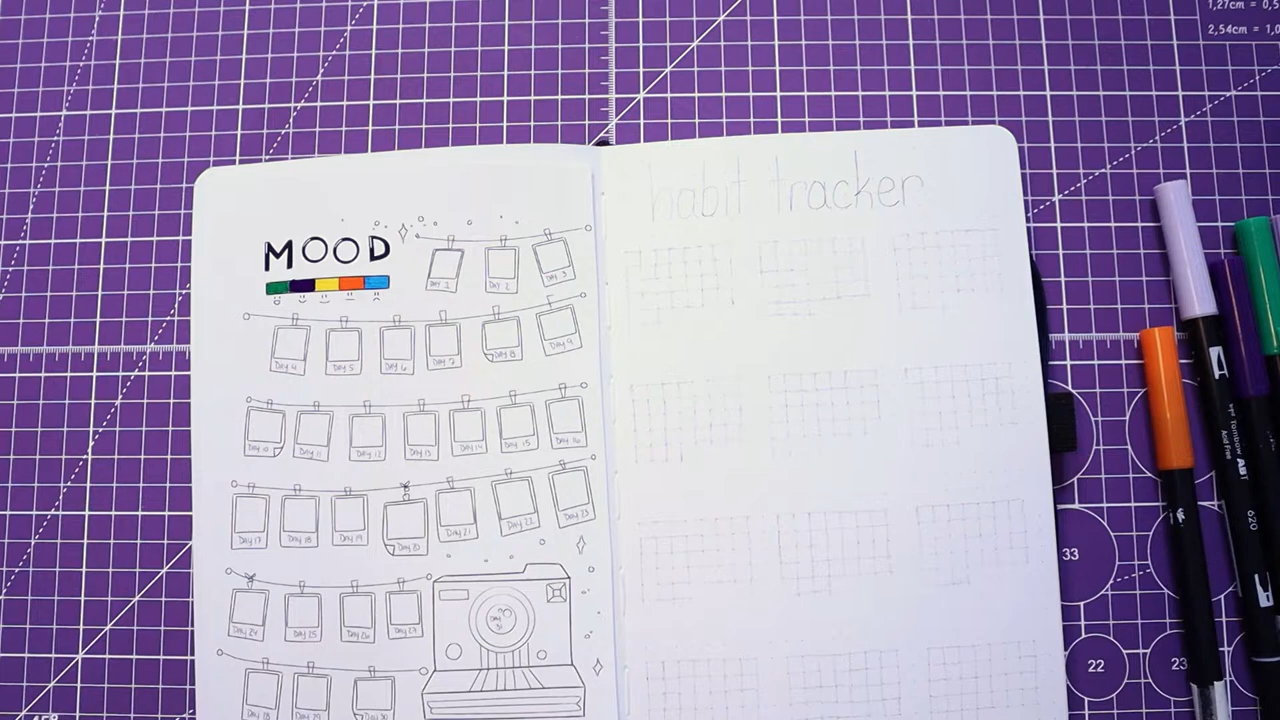 1,27cm = 0,5
2,54cm = 1,0
habit tracker
MOOD
DAY 1 DAY 2 DAY 3
DAY 4 DAY 5 DAY 6 DAY 7 DAY 8 DAY 9
DAY 10 DAY 11 DAY 12 DAY 13 DAY 14 DAY 15 DAY 16
DAY 17 DAY 18 DAY 19 DAY 20 DAY 21 DAY 22 DAY 23
DAY 24 DAY 25 DAY 26 DAY 27
DAY 31
DAY 28 DAY 29 DAY 30
Tombow ABT
Acid Free
620
33
22
23
45°